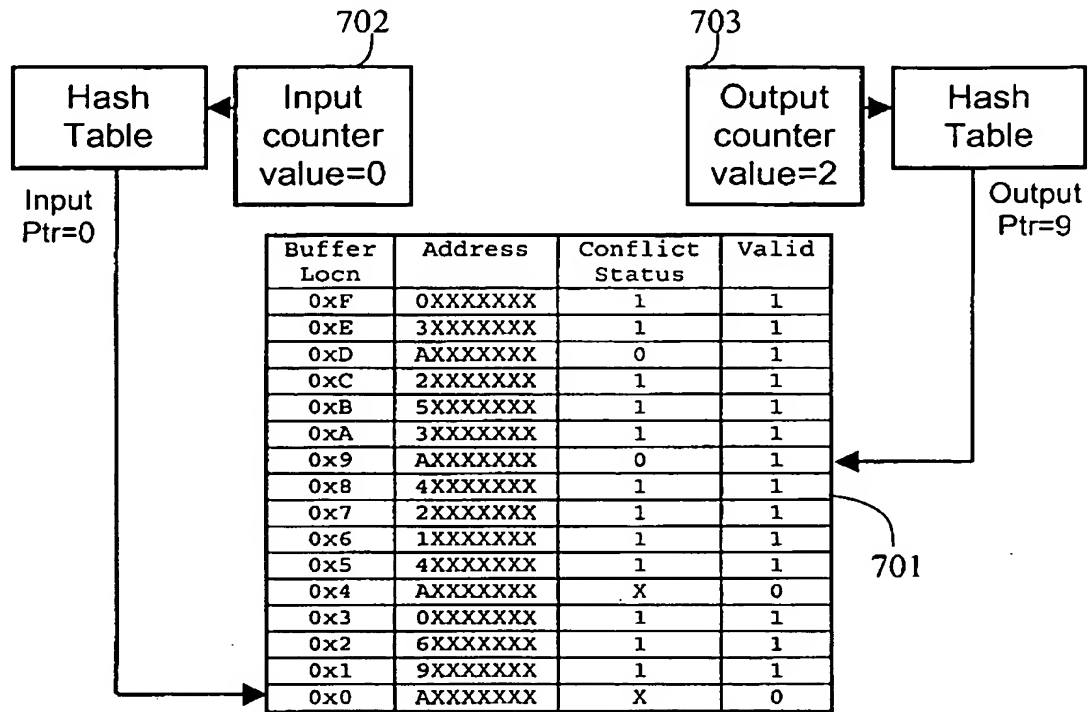 702
703
Hash
Table
Input
counter
value=0
Output
counter
value=2
Hash
Table
Input
Ptr=0
Output
Ptr=9
Buffer Locn Address Conflict Status Valid
0xF 0XXXXXXX 1 1
0xE 3XXXXXXX 1 1
0xD AXXXXXXX 0 1
0xC 2XXXXXXX 1 1
0xB 5XXXXXXX 1 1
0xA 3XXXXXXX 1 1
0x9 AXXXXXXX 0 1
0x8 4XXXXXXX 1 1
0x7 2XXXXXXX 1 1
0x6 1XXXXXXX 1 1
0x5 4XXXXXXX 1 1
0x4 AXXXXXXX X 0
0x3 0XXXXXXX 1 1
0x2 6XXXXXXX 1 1
0x1 9XXXXXXX 1 1
0x0 AXXXXXXX X 0
701